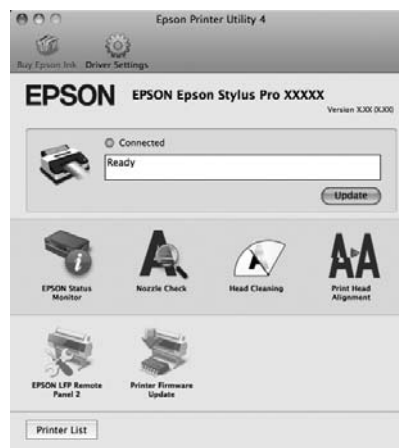 Epson Printer Utility 4
Buy Epson Ink Driver Settings
EPSON EPSON Epson Stylus Pro XXXXX
Version X.XX (X.XX)
Connected
Ready
Update
EPSON Status Monitor
Nozzle Check
Head Cleaning
Print Head Alignment
EPSON LFP Remote Panel 2
Printer Firmware Update
Printer List